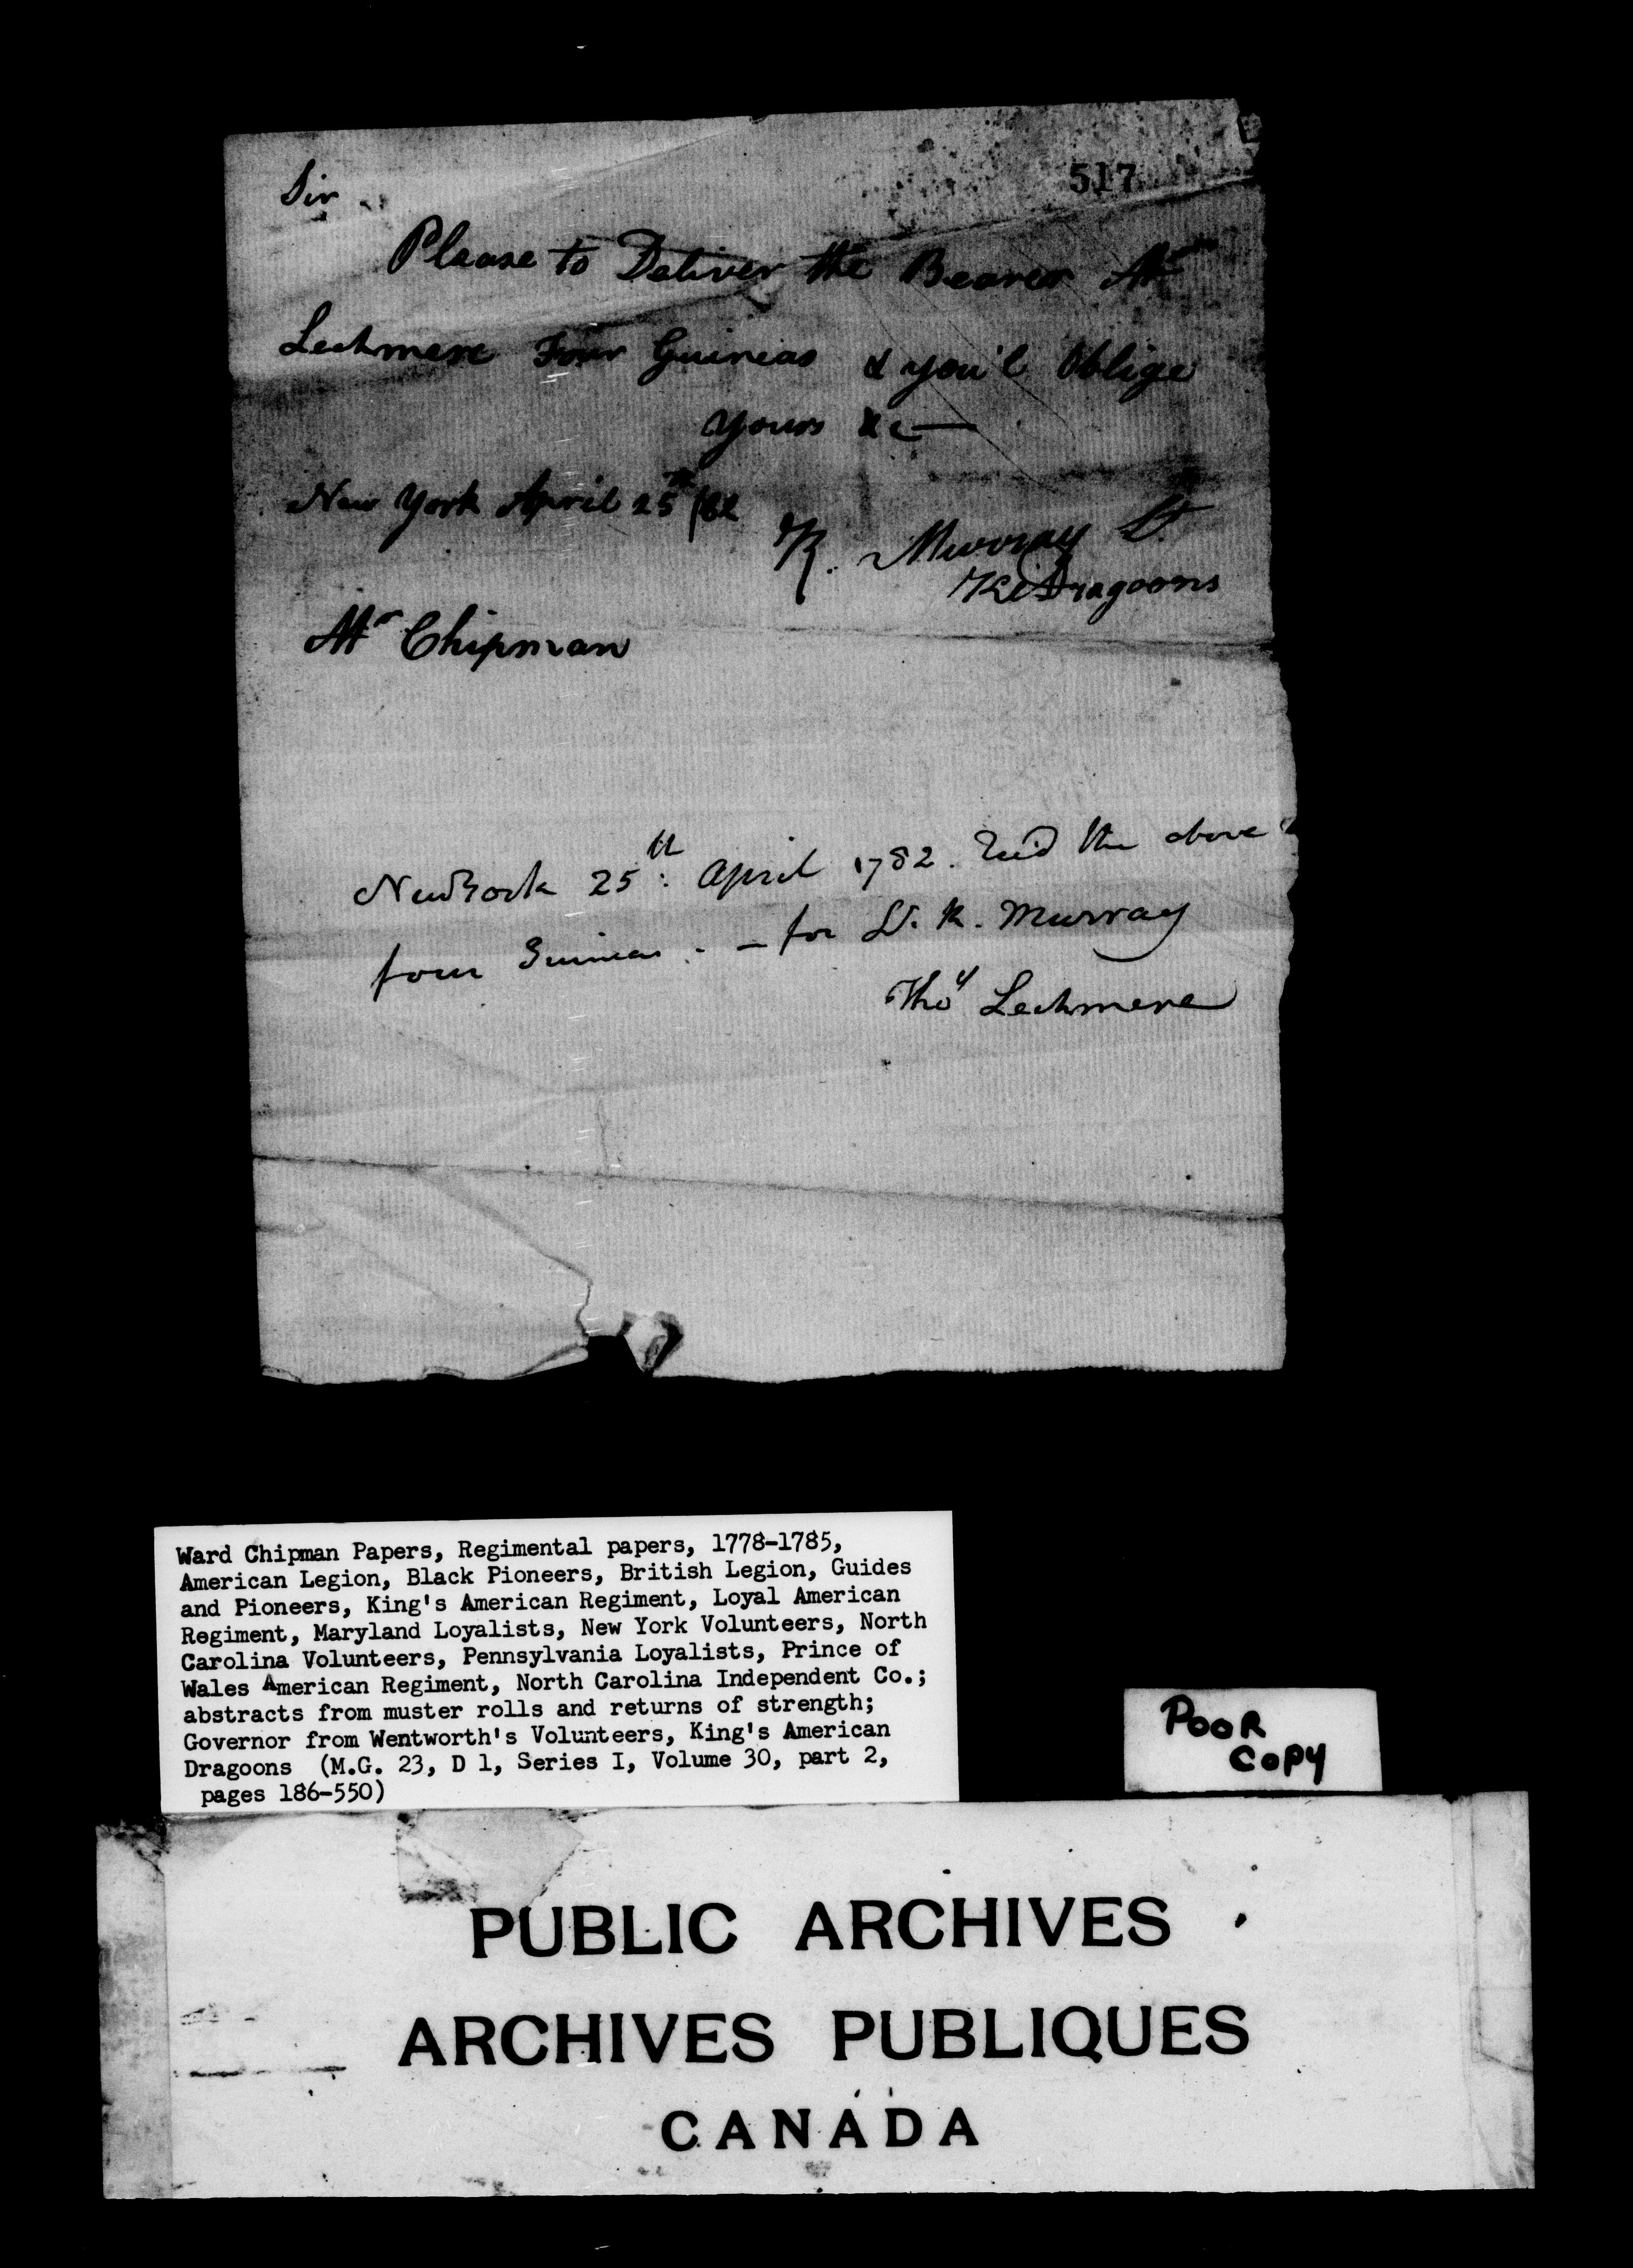 517
Sir
Please to Deliver the Bearer Mr
Lechmere Four Guineas & you'l Oblige
Yours &c—
New York April 25th /82
R. Murray Lt
Dragoons
Mr Chipman
New York 25th: April 1782. Rec'd the above
four Guineas. – for Lt. R. Murray
Thos Lechmere
Ward Chipman Papers, Regimental papers, 1778-1785,
American Legion, Black Pioneers, British Legion, Guides
and Pioneers, King's American Regiment, Loyal American
Regiment, Maryland Loyalists, New York Volunteers, North
Carolina Volunteers, Pennsylvania Loyalists, Prince of
Wales American Regiment, North Carolina Independent Co.;
abstracts from muster rolls and returns of strength;
Governor from Wentworth's Volunteers, King's American
Dragoons (M.G. 23, D 1, Series I, Volume 30, part 2,
pages 186-550)
POOR
COPY
PUBLIC ARCHIVES
ARCHIVES PUBLIQUES
CANADA